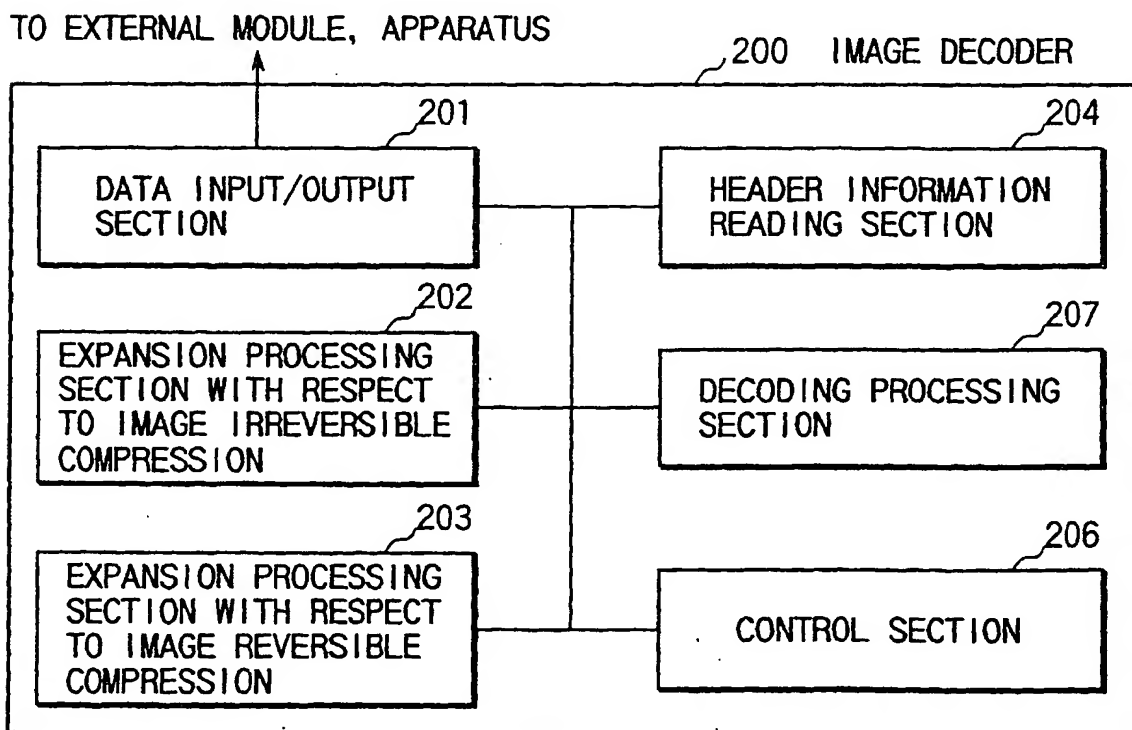 TO EXTERNAL MODULE, APPARATUS
200 IMAGE DECODER
201
DATA INPUT/OUTPUT
SECTION
204
HEADER INFORMATION
READING SECTION
202
EXPANSION PROCESSING
SECTION WITH RESPECT
TO IMAGE IRREVERSIBLE
COMPRESSION
207
DECODING PROCESSING
SECTION
203
EXPANSION PROCESSING
SECTION WITH RESPECT
TO IMAGE REVERSIBLE
COMPRESSION
206
CONTROL SECTION